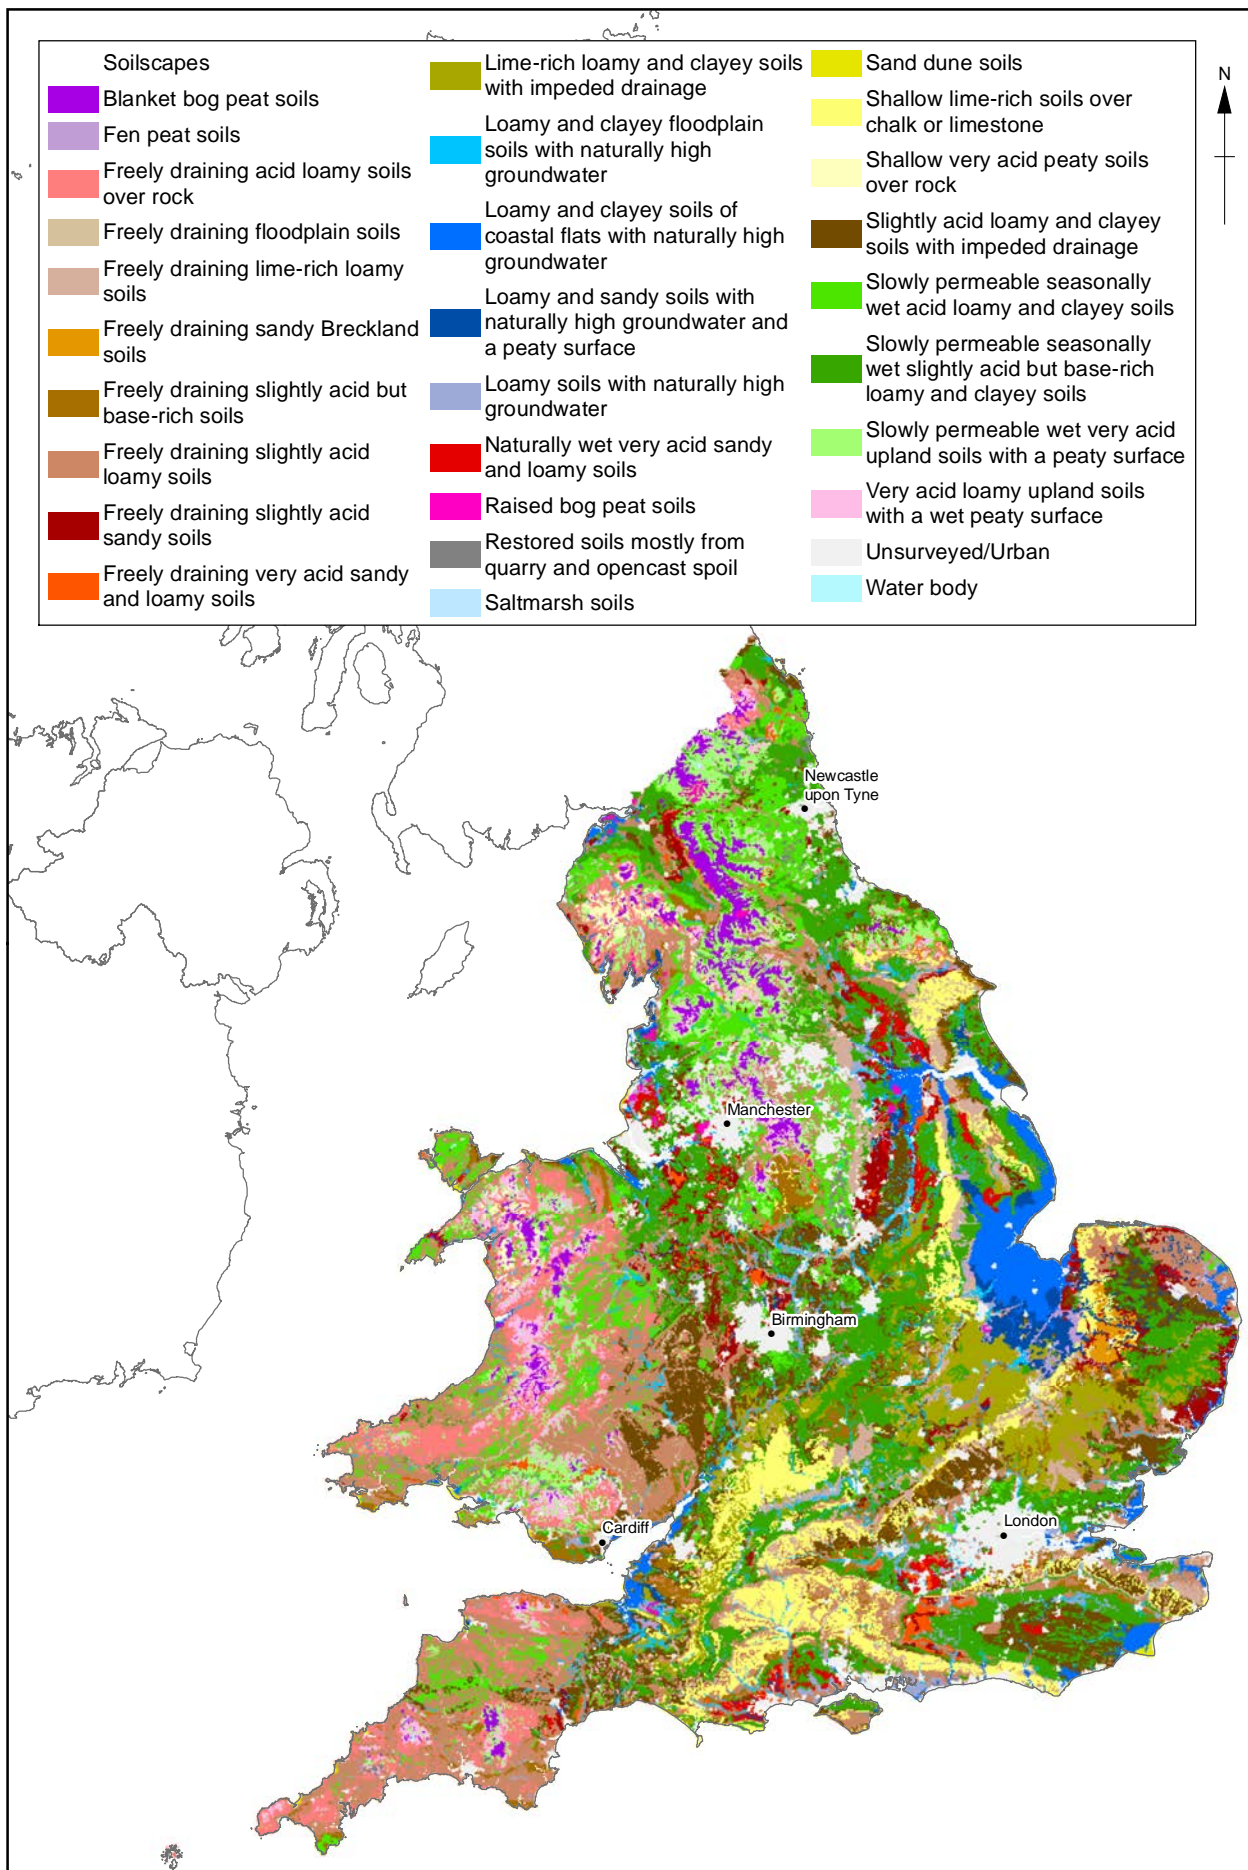 Soilscapes
Blanket bog peat soils
Fen peat soils
Freely draining acid loamy soils
over rock
Freely draining floodplain soils
Freely draining lime-rich loamy
soils
Freely draining sandy Breckland
soils
Freely draining slightly acid but
base-rich soils
Freely draining slightly acid
loamy soils
Freely draining slightly acid
sandy soils
Freely draining very acid sandy
and loamy soils
Lime-rich loamy and clayey soils
with impeded drainage
Loamy and clayey floodplain
soils with naturally high
groundwater
Loamy and clayey soils of
coastal flats with naturally high
groundwater
Loamy and sandy soils with
naturally high groundwater and
a peaty surface
Loamy soils with naturally high
groundwater
Naturally wet very acid sandy
and loamy soils
Raised bog peat soils
Restored soils mostly from
quarry and opencast spoil
Saltmarsh soils
Sand dune soils
Shallow lime-rich soils over
chalk or limestone
Shallow very acid peaty soils
over rock
Slightly acid loamy and clayey
soils with impeded drainage
Slowly permeable seasonally
wet acid loamy and clayey soils
Slowly permeable seasonally
wet slightly acid but base-rich
loamy and clayey soils
Slowly permeable wet very acid
upland soils with a peaty surface
Very acid loamy upland soils
with a wet peaty surface
Unsurveyed/Urban
Water body
N
Newcastle
upon Tyne
Manchester
Birmingham
Cardiff
London